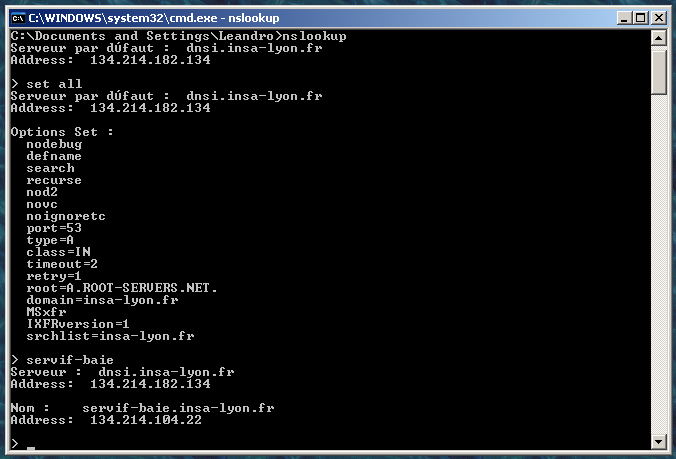 C:\WINDOWS\system32\cmd.exe - nslookup
C:\Documents and Settings\Leandro>nslookup
Serveur par dÚfaut :  dnsi.insa-lyon.fr
Address:  134.214.182.134
> set all
Serveur par dÚfaut :  dnsi.insa-lyon.fr
Address:  134.214.182.134
Options Set :
nodebug
defname
search
recurse
nod2
novc
noignoretc
port=53
type=A
class=IN
timeout=2
retry=1
root=A.ROOT-SERVERS.NET.
domain=insa-lyon.fr
MSxfr
IXFRversion=1
srchlist=insa-lyon.fr
> servif-baie
Serveur :  dnsi.insa-lyon.fr
Address:  134.214.182.134
Nom :    servif-baie.insa-lyon.fr
Address:  134.214.104.22
> _